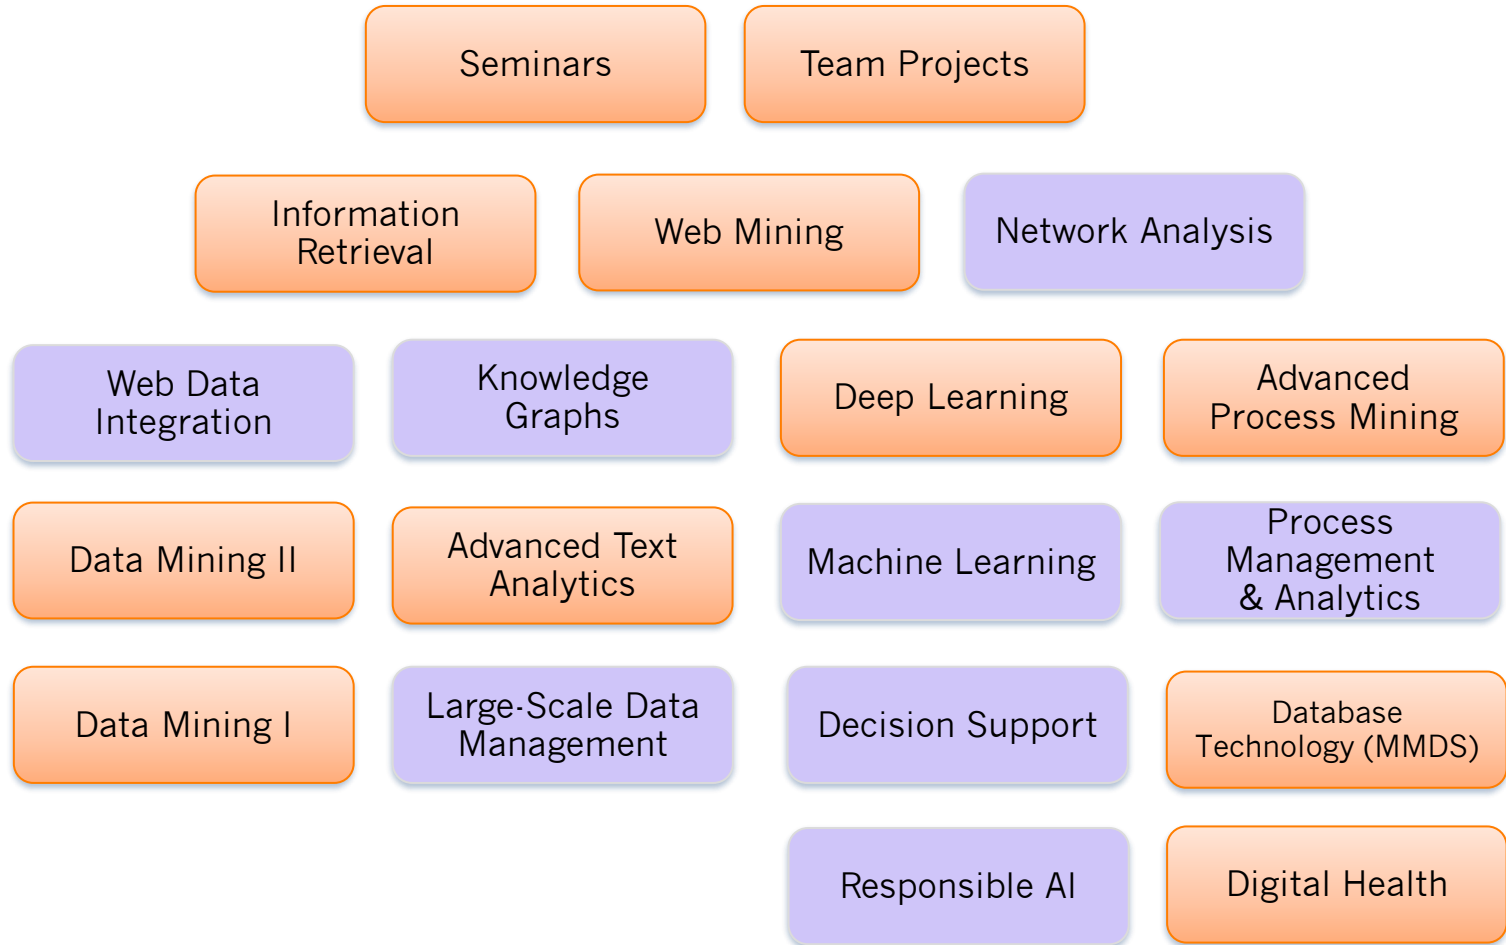 Seminars
Team Projects
Information
Retrieval
Web Mining
Network Analysis
Web Data
Integration
Knowledge
Graphs
Deep Learning
Advanced
Process Mining
Data Mining II
Advanced Text
Analytics
Machine Learning
Process
Management
& Analytics
Data Mining I
Large-Scale Data
Management
Decision Support
Database
Technology (MMDS)
Responsible AI
Digital Health